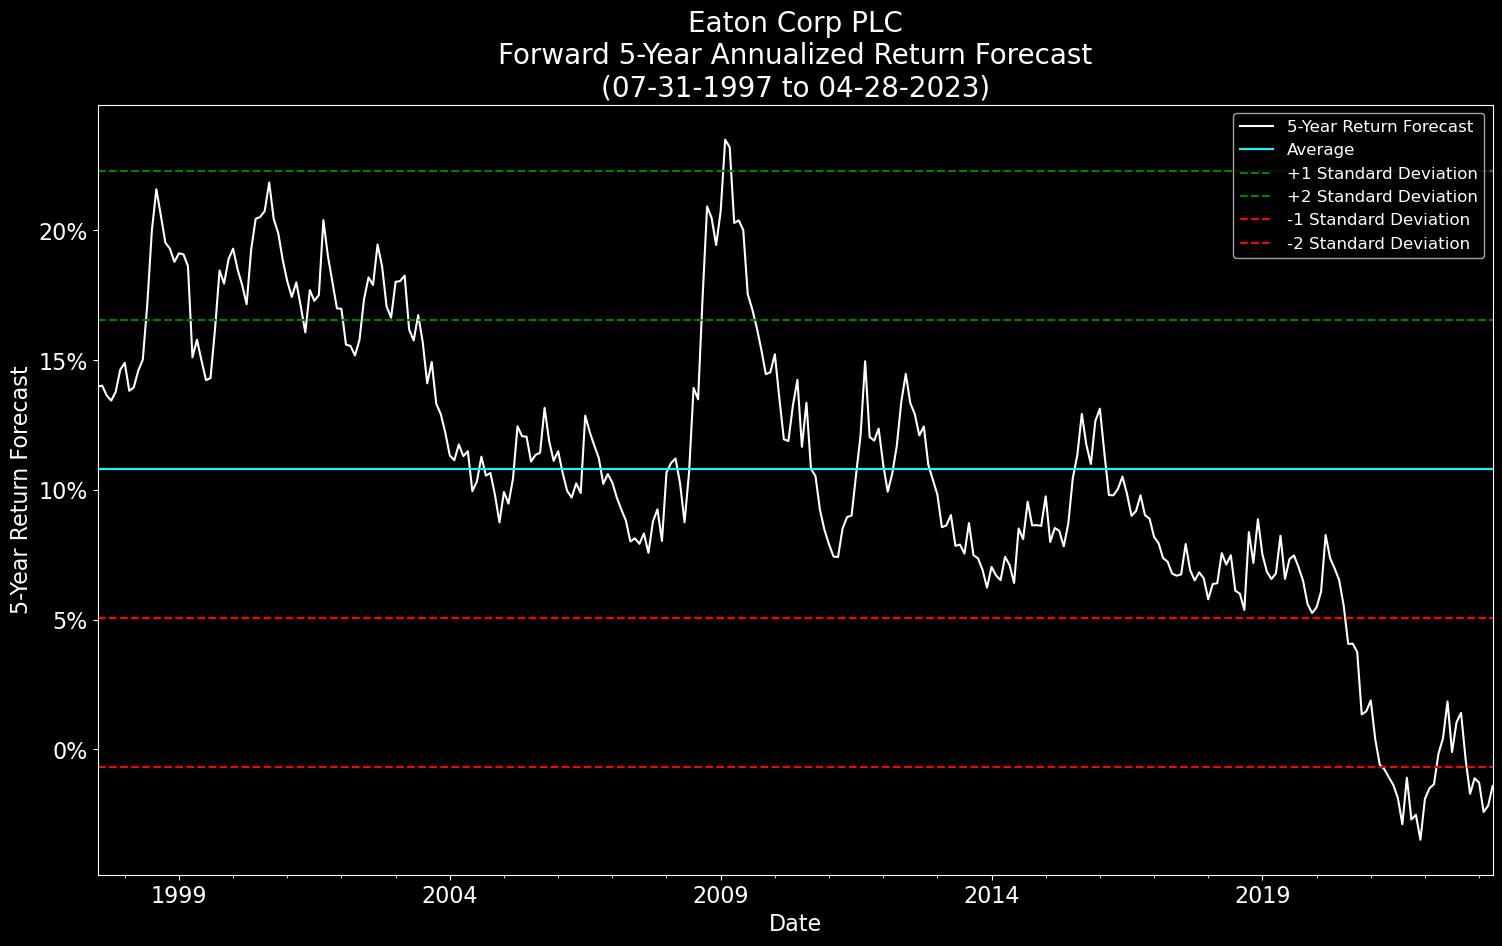 Eaton Corp PLC
Forward 5-Year Annualized Return Forecast
(07-31-1997 to 04-28-2023)
5-Year Return Forecast
Average
+1 Standard Deviation
+2 Standard Deviation
-1 Standard Deviation
-2 Standard Deviation
20%
15%
10%
5%
0%
5-Year Return Forecast
1999
2004
2009
2014
2019
Date